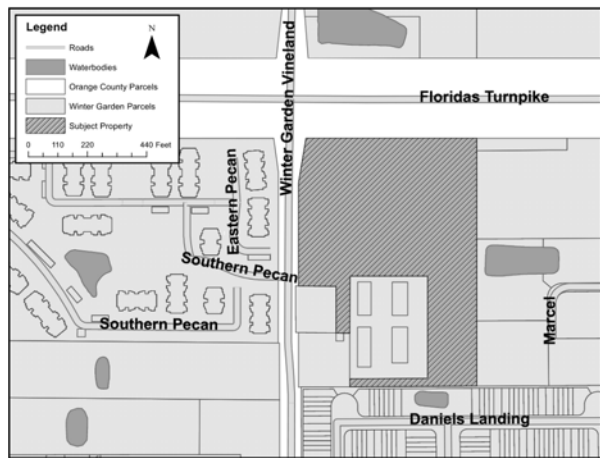 Legend
N
Roads
Waterbodies
Orange County Parcels
Winter Garden Parcels
Subject Property
0 110 220 440 Feet
Floridas Turnpike
Winter Garden Vineland
Eastern Pecan
Southern Pecan
Southern Pecan
Marcel
Daniels Landing